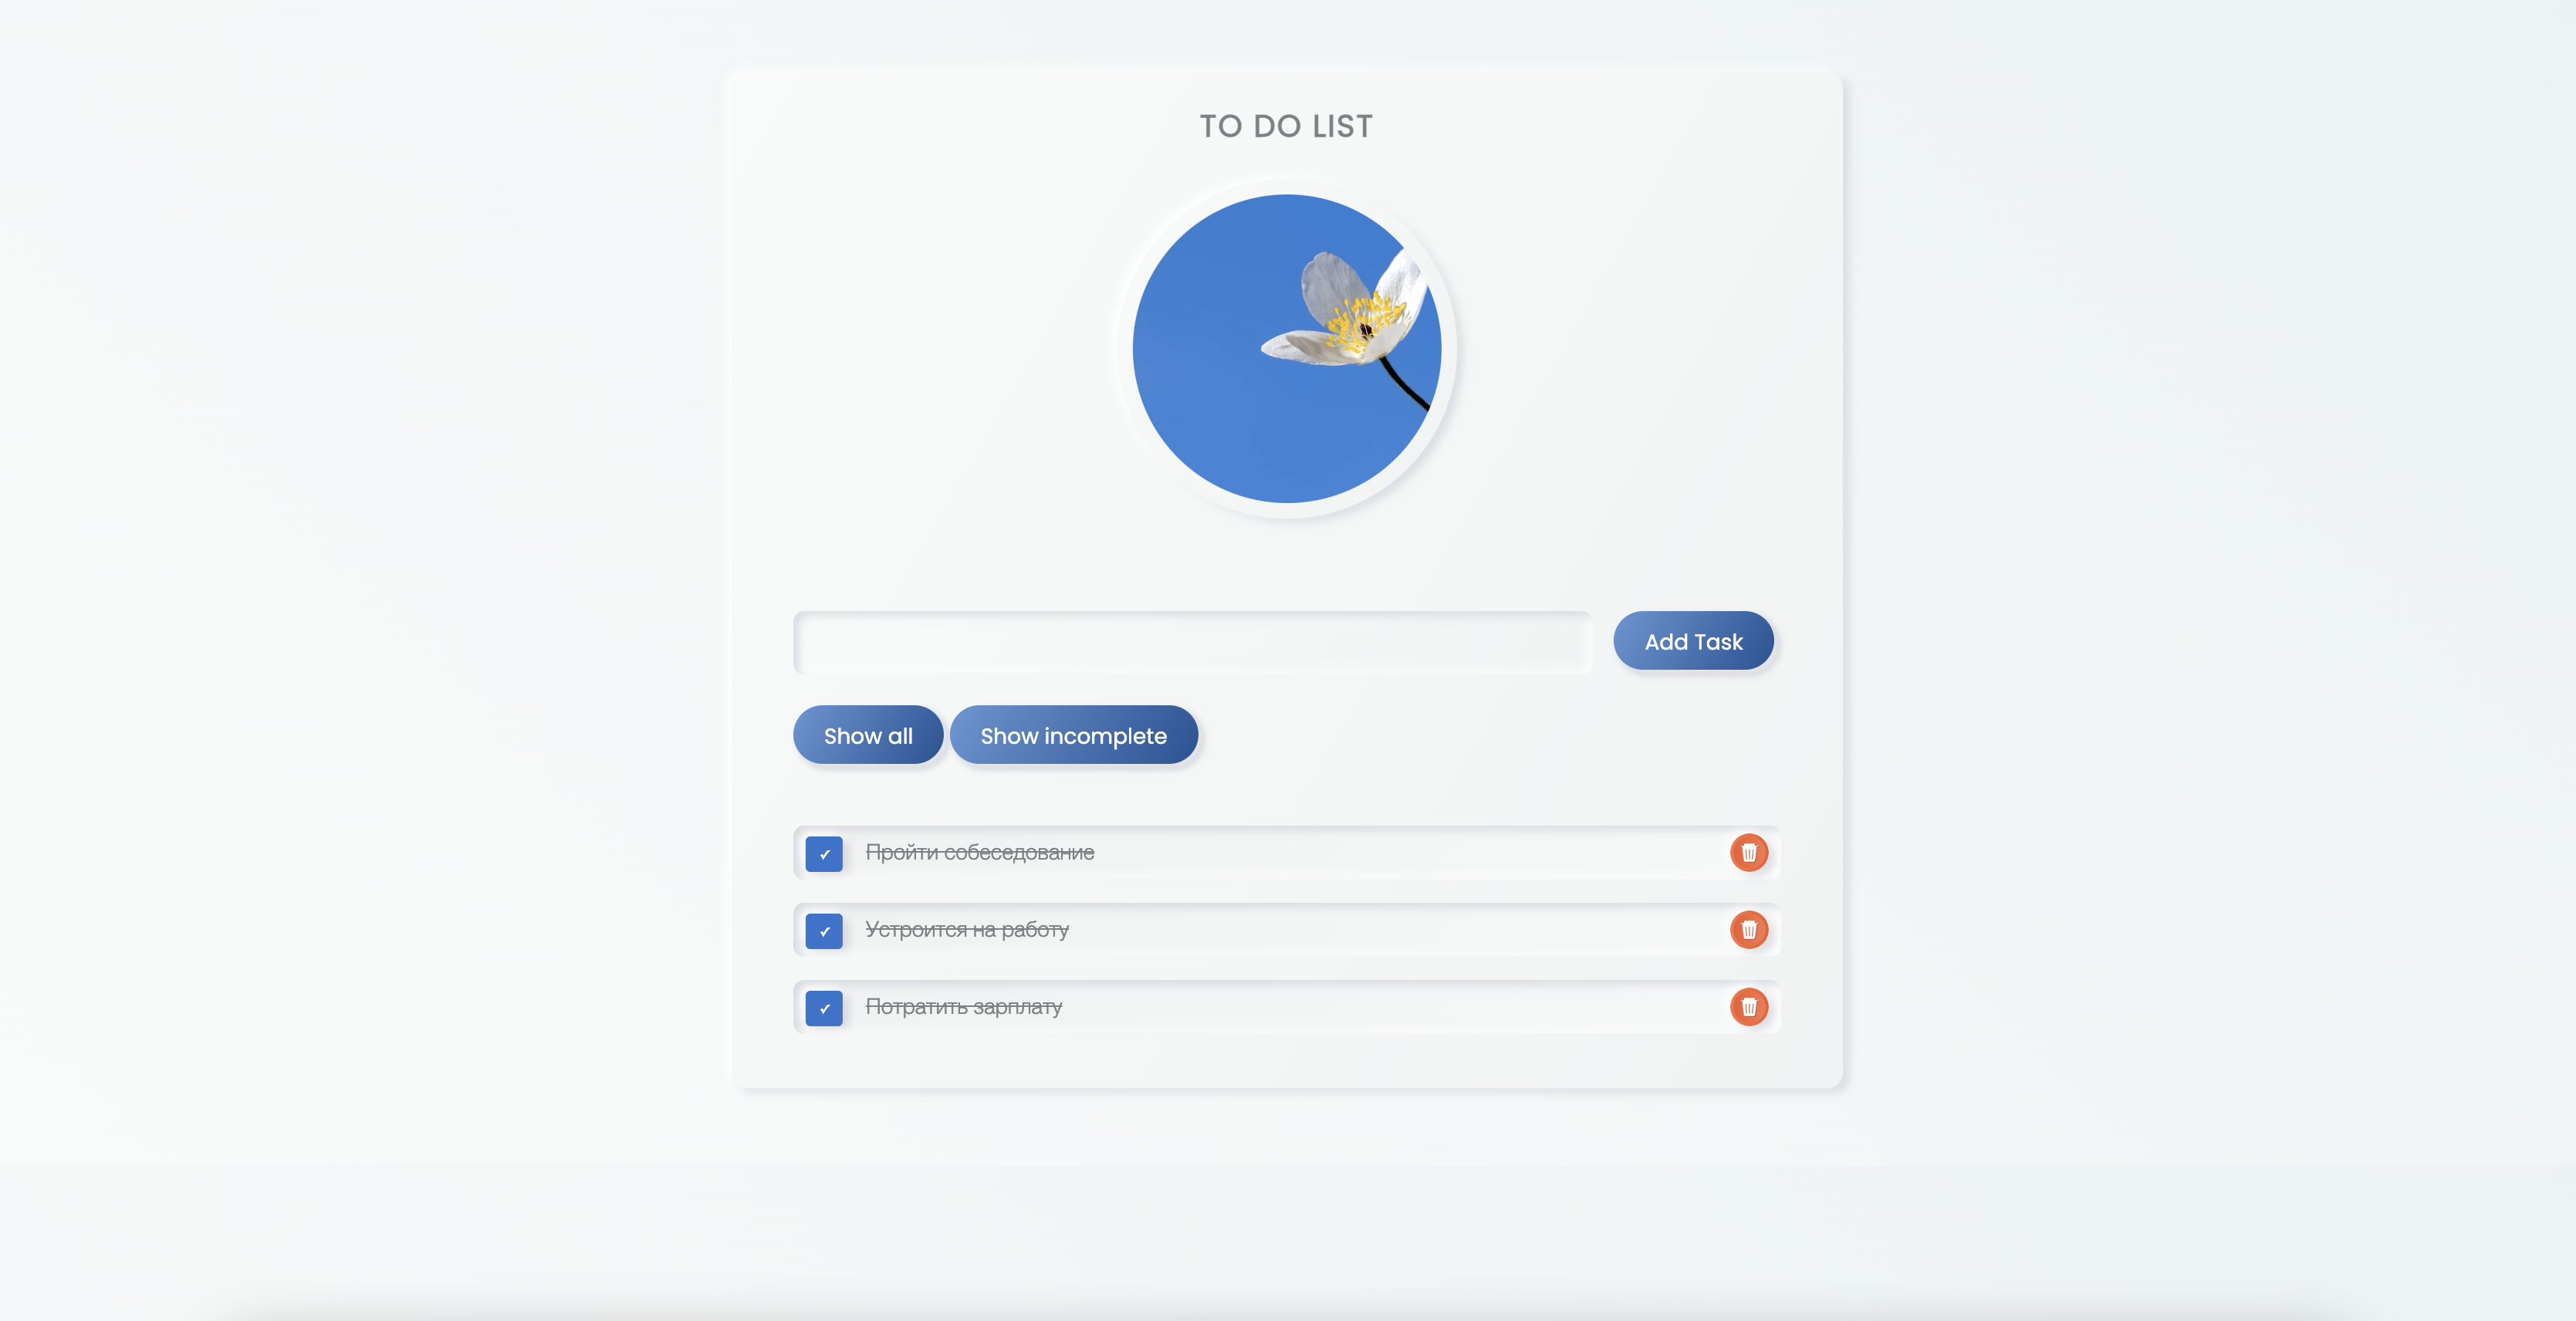 TO DO LIST
Add Task
Show all
Show incomplete
Пройти собеседование
Устроится на работу
Потратить зарплату